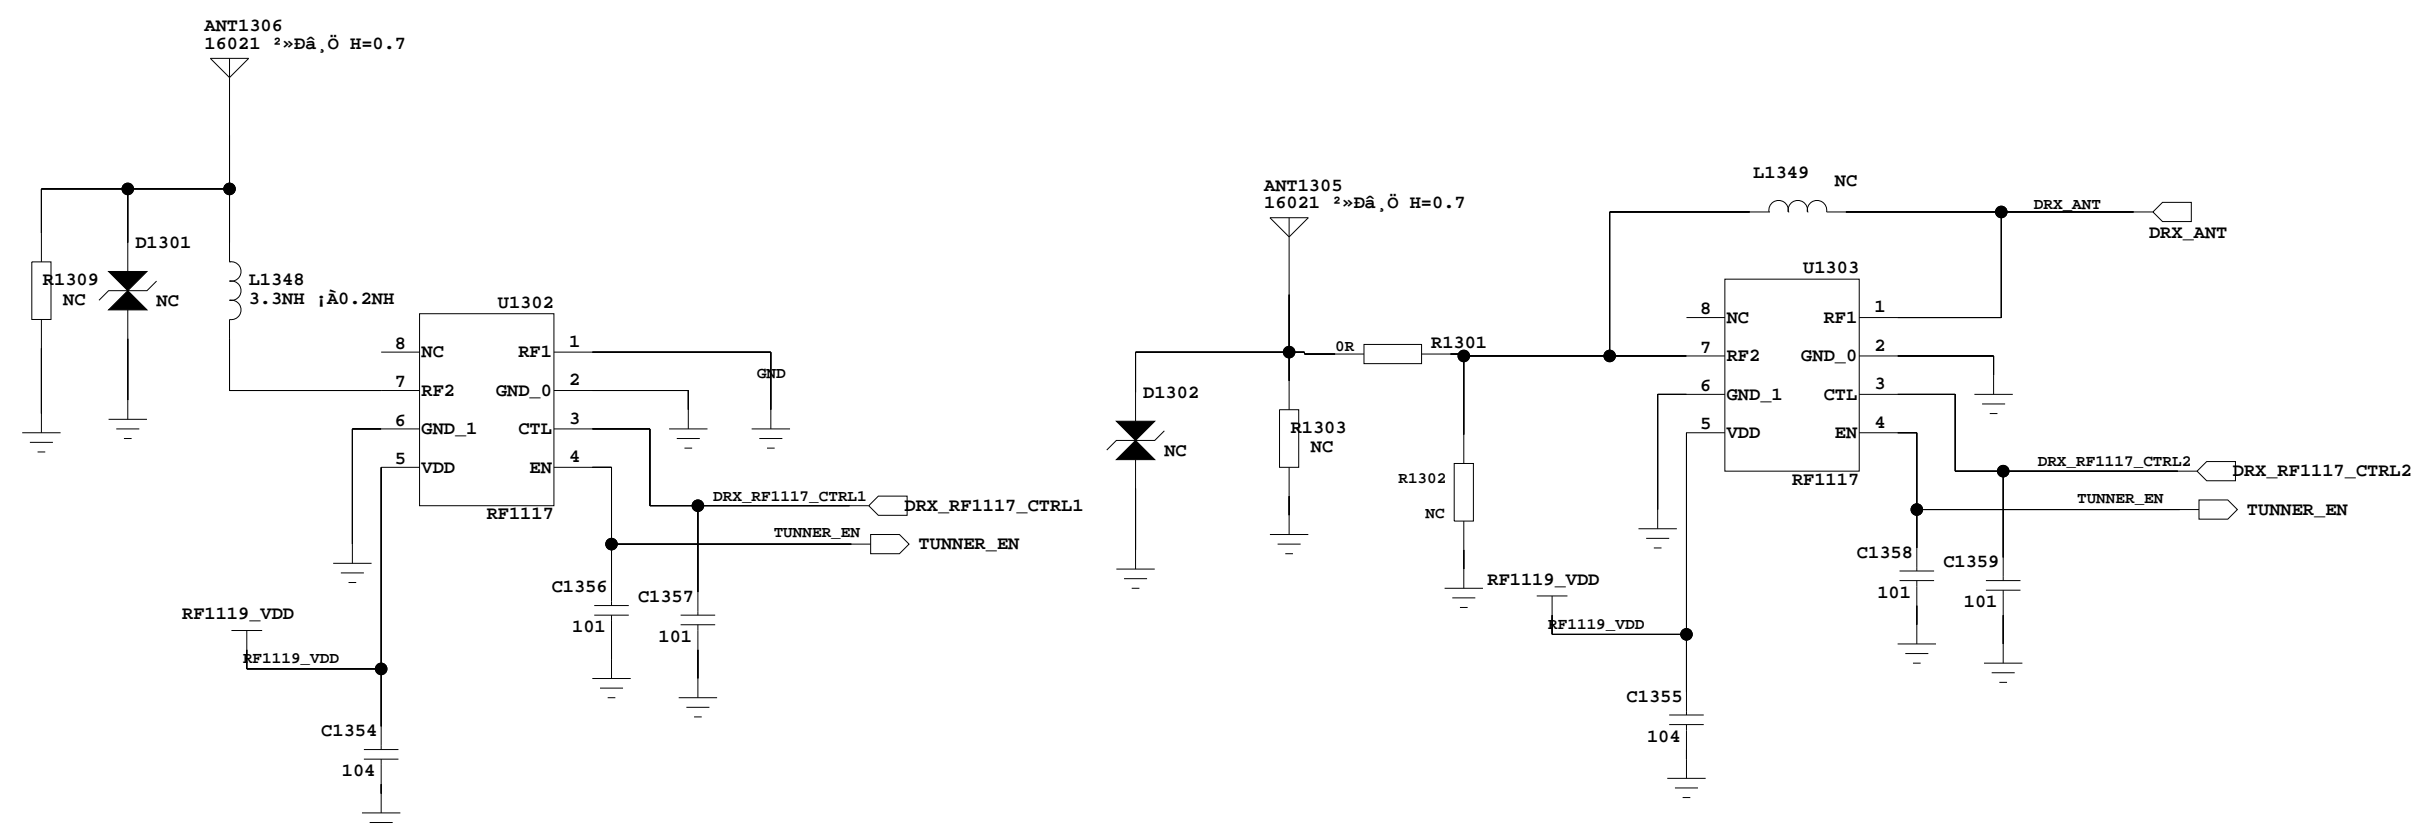 ANT1306
16021 ²»Ðâ¸Ö H=0.7
D1301
NC
R1309
NC
L1348
3.3NH ¡À0.2NH
U1302
8
NC
RF1
1
7
RF2
GND_0
2
GND
6
GND_1
CTL
3
5
VDD
EN
4
RF1117
DRX_RF1117_CTRL1
DRX_RF1117_CTRL1
TUNNER_EN
TUNNER_EN
C1356
101
C1357
101
RF1119_VDD
RF1119_VDD
C1354
104
ANT1305
16021 ²»Ðâ¸Ö H=0.7
L1349
NC
DRX_ANT
DRX_ANT
0R
R1301
D1302
NC
R1303
NC
R1302
NC
U1303
8
NC
RF1
1
7
RF2
GND_0
2
6
GND_1
CTL
3
5
VDD
EN
4
RF1117
DRX_RF1117_CTRL2
DRX_RF1117_CTRL2
TUNNER_EN
TUNNER_EN
C1358
101
C1359
101
RF1119_VDD
RF1119_VDD
C1355
104